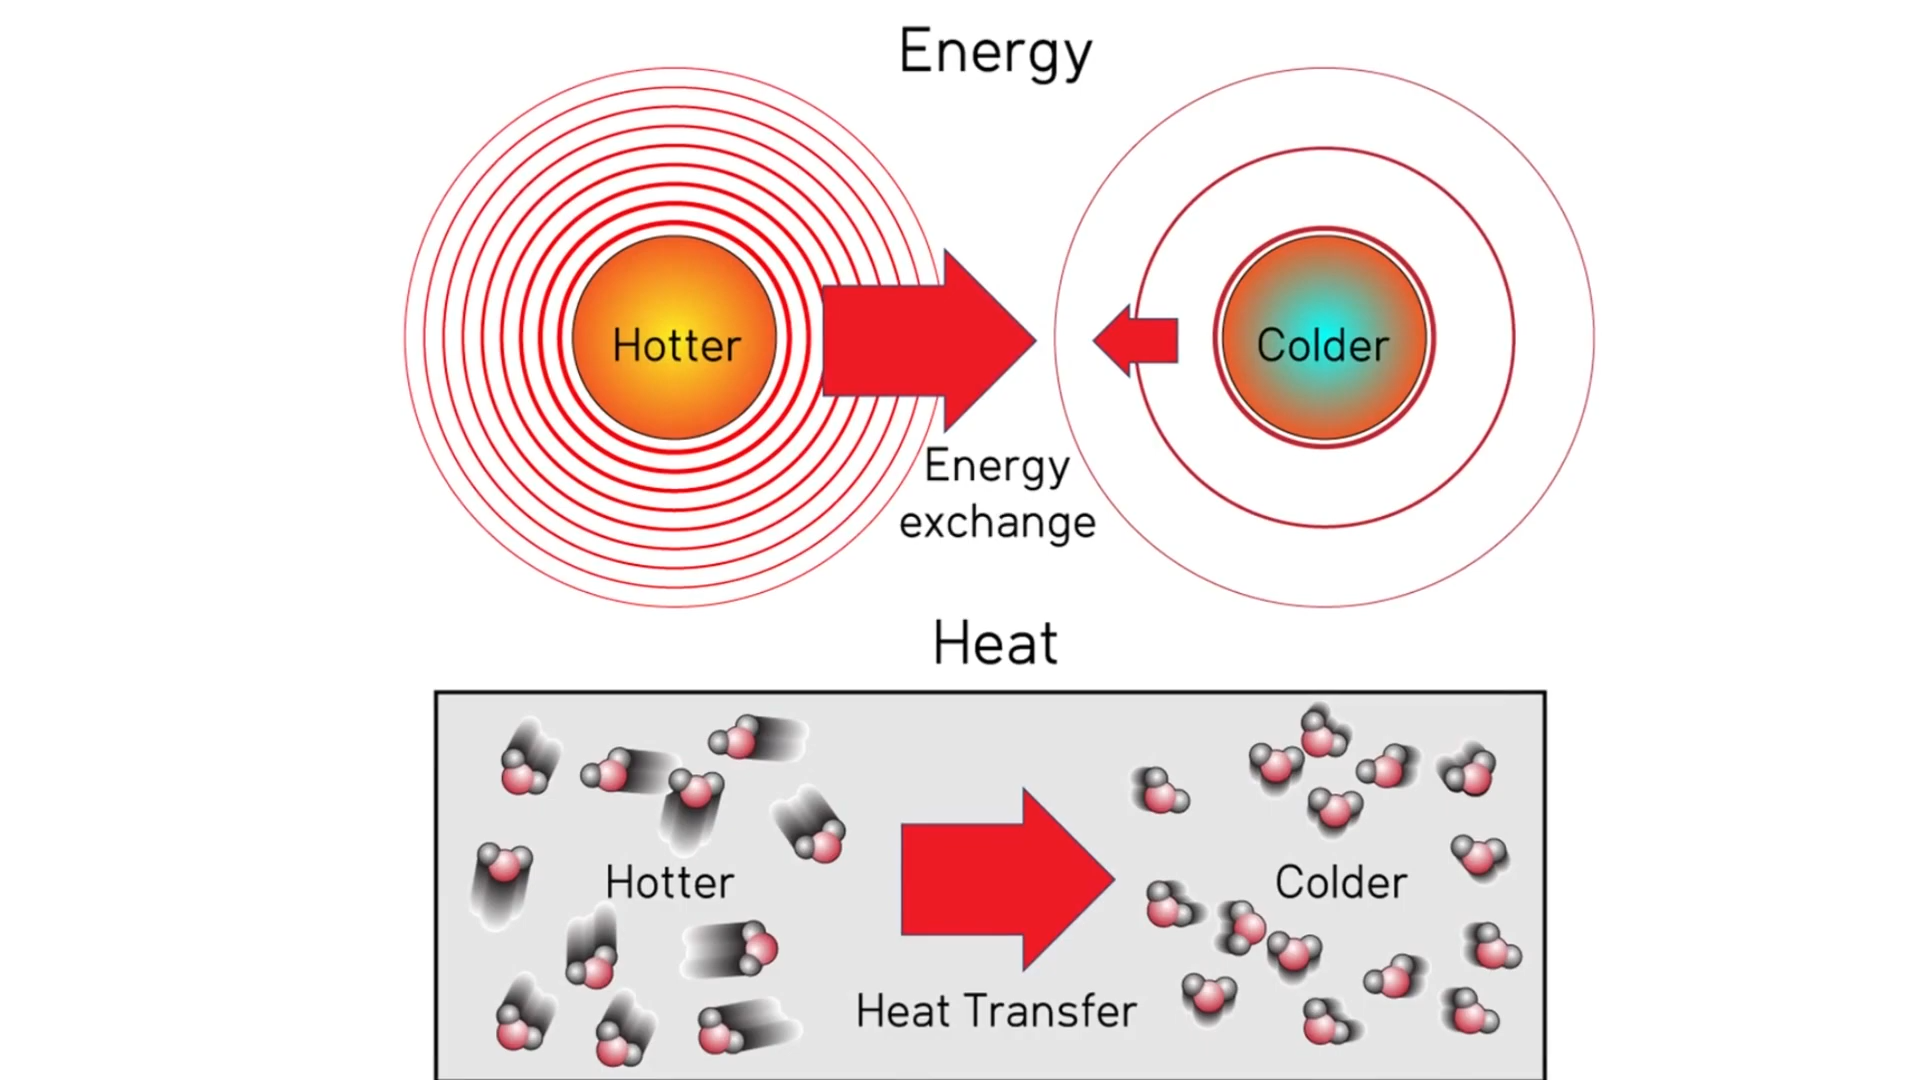 Energy
Hotter
Colder
Energy
exchange
Heat
Hotter
Colder
Heat Transfer